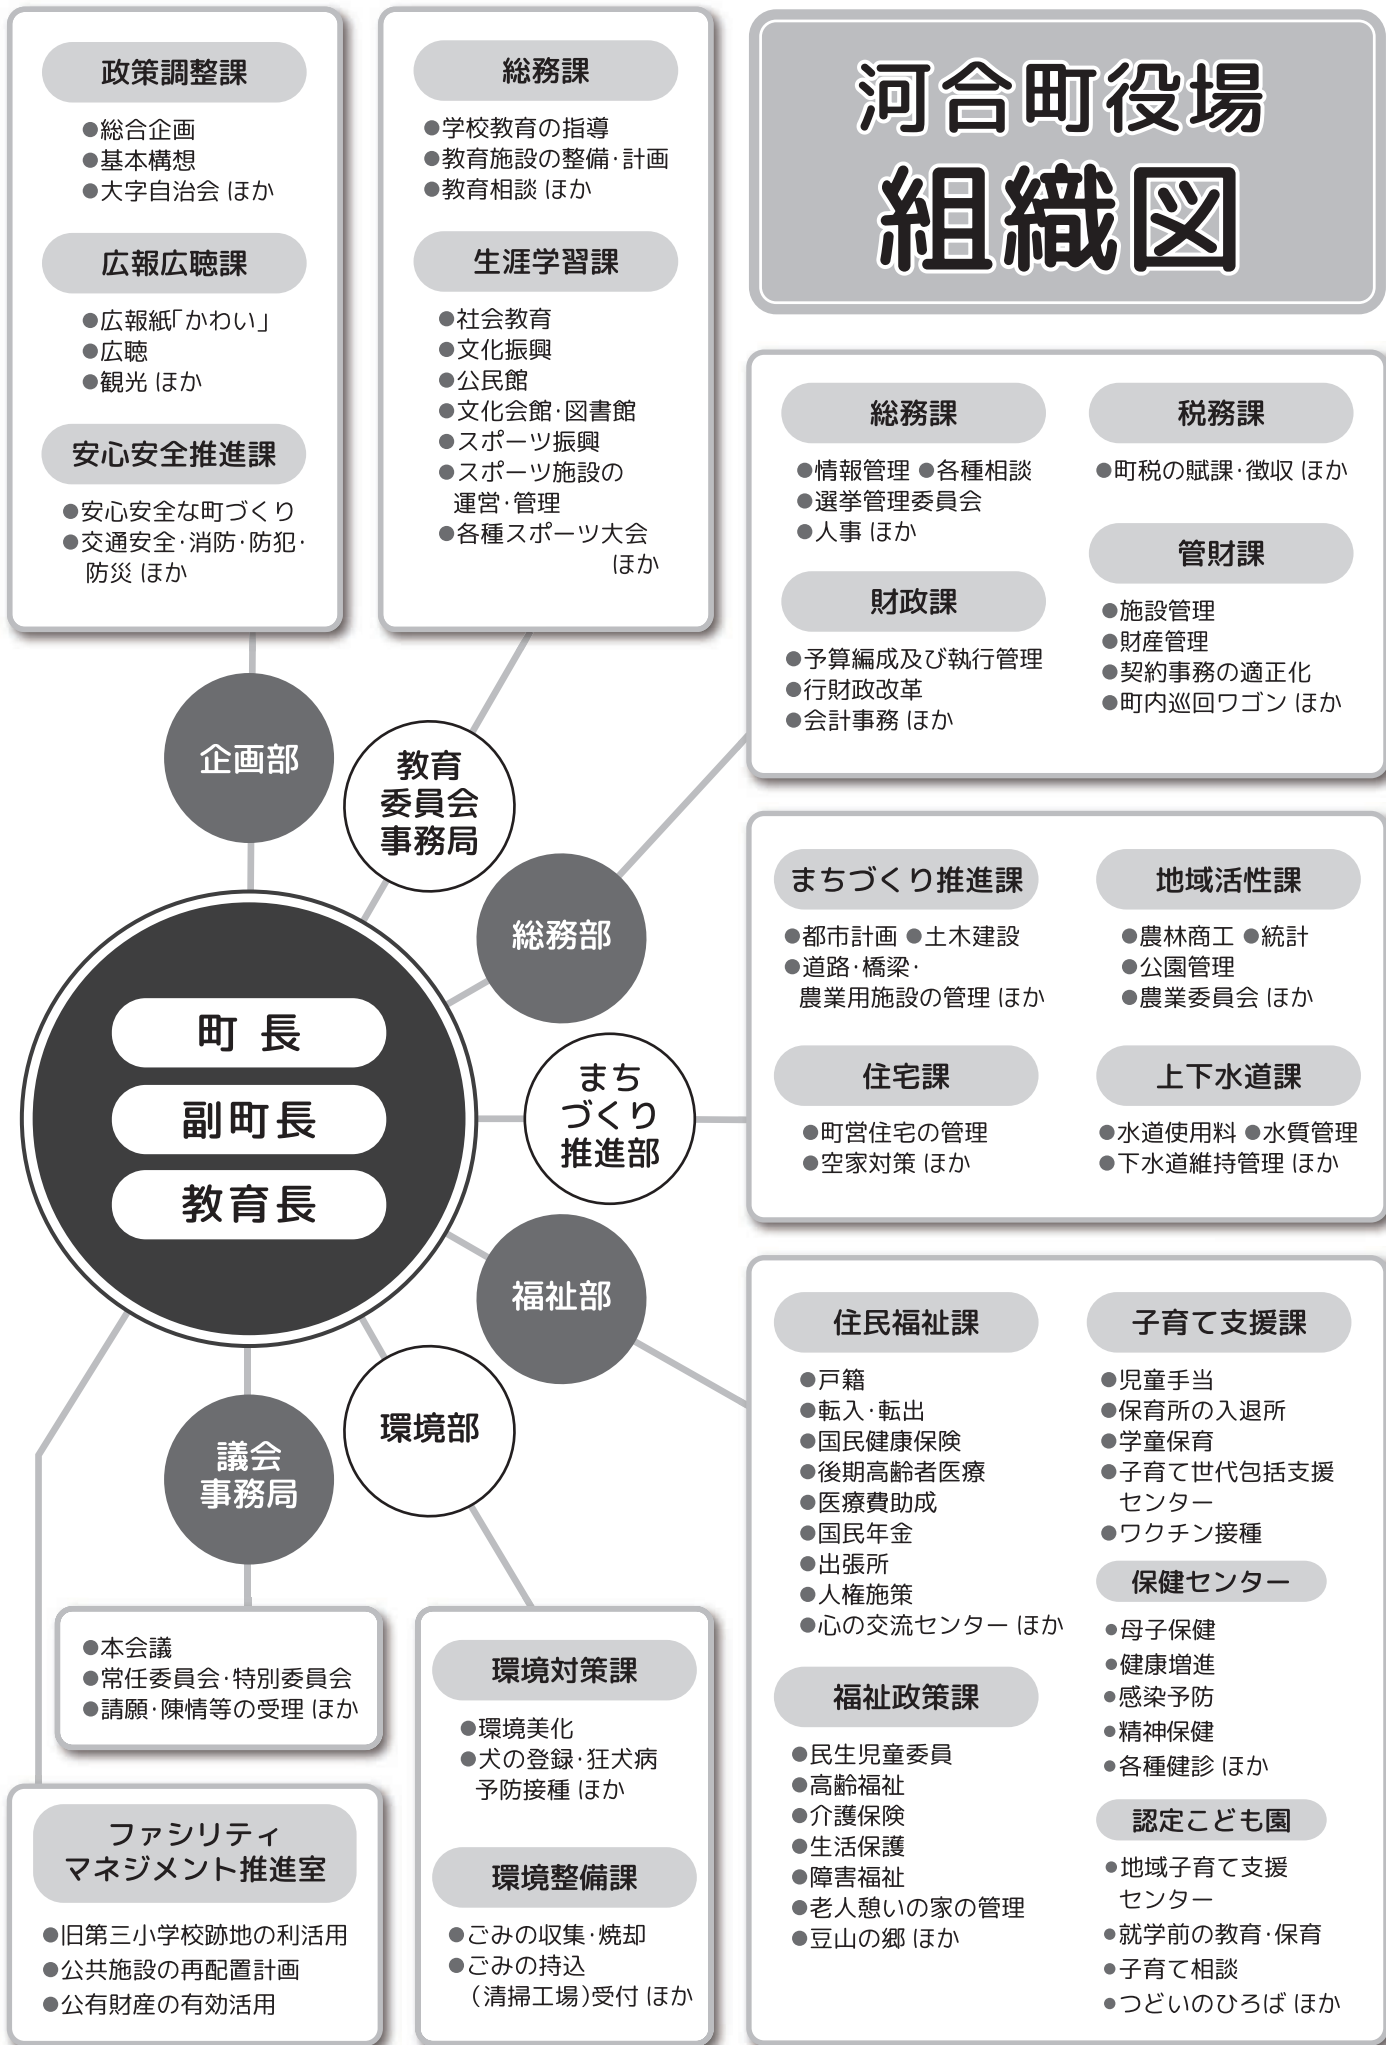 河合町役場
組織図
政策調整課
●総合企画
●基本構想
●大字自治会 ほか
広報広聴課
●広報紙「かわい」
●広聴
●観光 ほか
安心安全推進課
●安心安全な町づくり
●交通安全･消防･防犯･
防災 ほか
総務課
●学校教育の指導
●教育施設の整備･計画
●教育相談 ほか
生涯学習課
●社会教育
●文化振興
●公民館
●文化会館･図書館
●スポーツ振興
●スポーツ施設の
運営･管理
●各種スポーツ大会
ほか
総務課
●情報管理 ●各種相談
●選挙管理委員会
●人事 ほか
財政課
●予算編成及び執行管理
●行財政改革
●会計事務 ほか
税務課
●町税の賦課･徴収 ほか
管財課
●施設管理
●財産管理
●契約事務の適正化
●町内巡回ワゴン ほか
企画部
教育
委員会
事務局
総務部
まち
づくり
推進部
福祉部
環境部
議会
事務局
町 長
副町長
教育長
まちづくり推進課
●都市計画 ●土木建設
●道路･橋梁･
農業用施設の管理 ほか
地域活性課
●農林商工 ●統計
●公園管理
●農業委員会 ほか
住宅課
●町営住宅の管理
●空家対策 ほか
上下水道課
●水道使用料 ●水質管理
●下水道維持管理 ほか
住民福祉課
●戸籍
●転入･転出
●国民健康保険
●後期高齢者医療
●医療費助成
●国民年金
●出張所
●人権施策
●心の交流センター ほか
福祉政策課
●民生児童委員
●高齢福祉
●介護保険
●生活保護
●障害福祉
●老人憩いの家の管理
●豆山の郷 ほか
子育て支援課
●児童手当
●保育所の入退所
●学童保育
●子育て世代包括支援
センター
●ワクチン接種
保健センター
●母子保健
●健康増進
●感染予防
●精神保健
●各種健診 ほか
認定こども園
●地域子育て支援
センター
●就学前の教育･保育
●子育て相談
●つどいのひろば ほか
●本会議
●常任委員会･特別委員会
●請願･陳情等の受理 ほか
ファシリティ
マネジメント推進室
●旧第三小学校跡地の利活用
●公共施設の再配置計画
●公有財産の有効活用
環境対策課
●環境美化
●犬の登録･狂犬病
予防接種 ほか
環境整備課
●ごみの収集･焼却
●ごみの持込
（清掃工場）受付 ほか